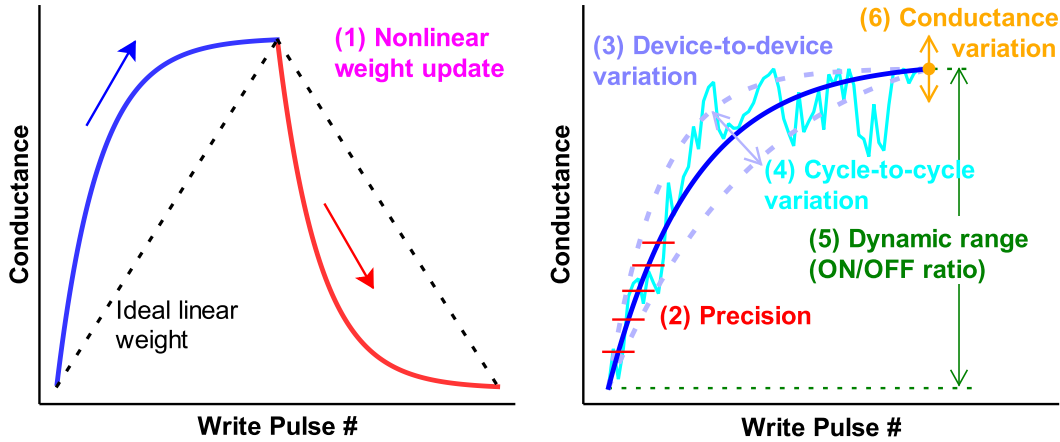 (1) Nonlinear
weight update
Conductance
Ideal linear
weight
Write Pulse #
(6) Conductance
variation
(3) Device-to-device
variation
(4) Cycle-to-cycle
variation
Conductance
(5) Dynamic range
(ON/OFF ratio)
(2) Precision
Write Pulse #